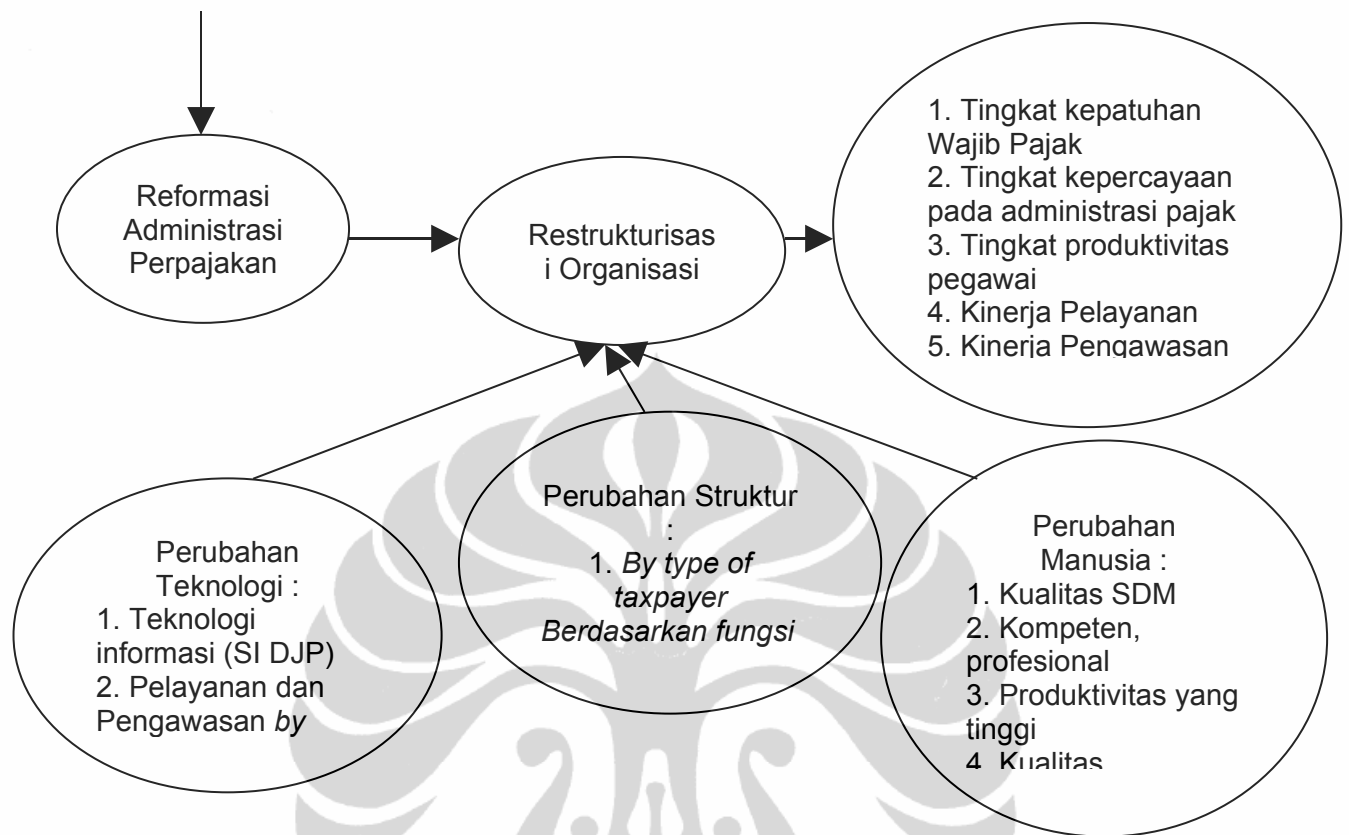 Reformasi
Administrasi
Perpajakan
Restrukturisas
i Organisasi
1. Tingkat kepatuhan
Wajib Pajak
2. Tingkat kepercayaan
pada administrasi pajak
3. Tingkat produktivitas
pegawai
4. Kinerja Pelayanan
5. Kinerja Pengawasan
Perubahan
Teknologi :
1. Teknologi
informasi (SI DJP)
2. Pelayanan dan
Pengawasan by
Perubahan Struktur
:
1. By type of
taxpayer
Berdasarkan fungsi
Perubahan
Manusia :
1. Kualitas SDM
2. Kompeten,
profesional
3. Produktivitas yang
tinggi
4. Kualitas